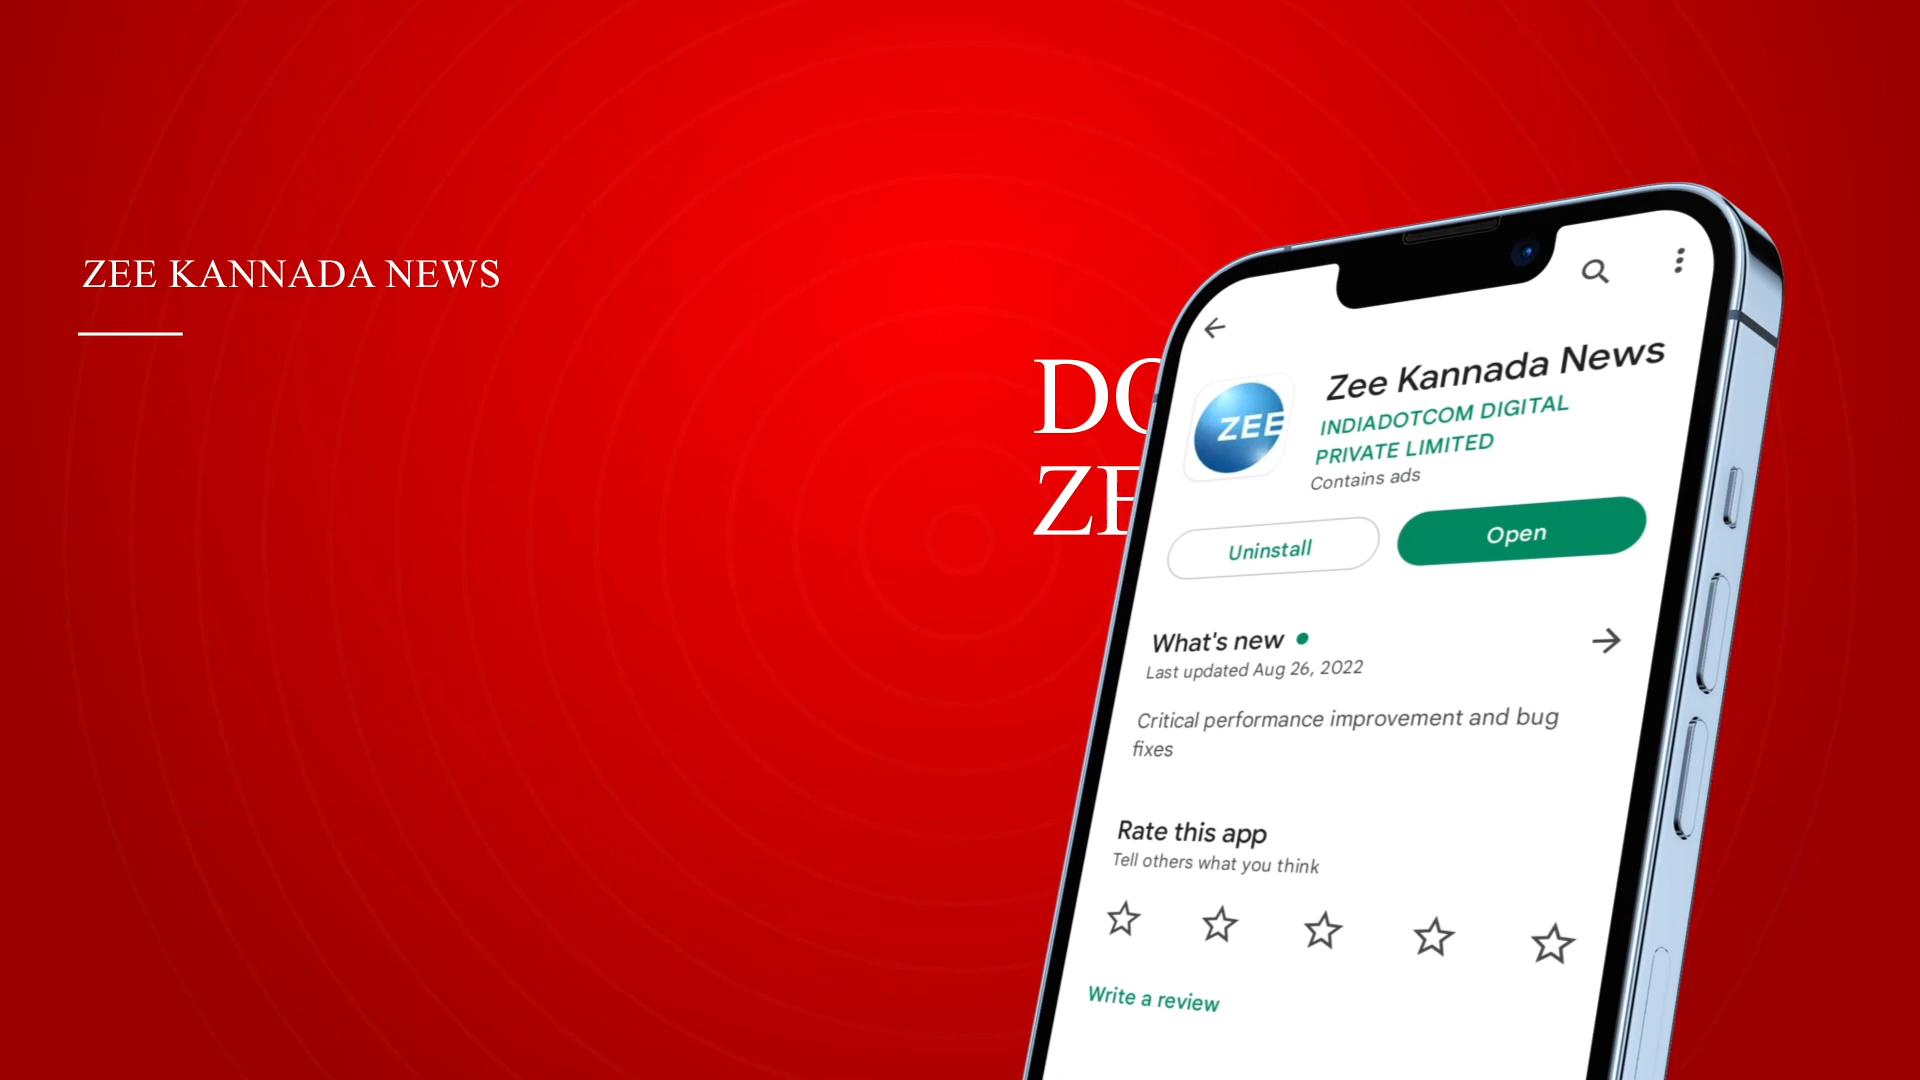 ZEE KANNADA NEWS
Zee Kannada News
INDIADOTCOM DIGITAL
PRIVATE LIMITED
Contains ads
ZEE
Uninstall
Open
What's new
Last updated Aug 26, 2022
Critical performance improvement and bug
fixes
Rate this app
Tell others what you think
Write a review